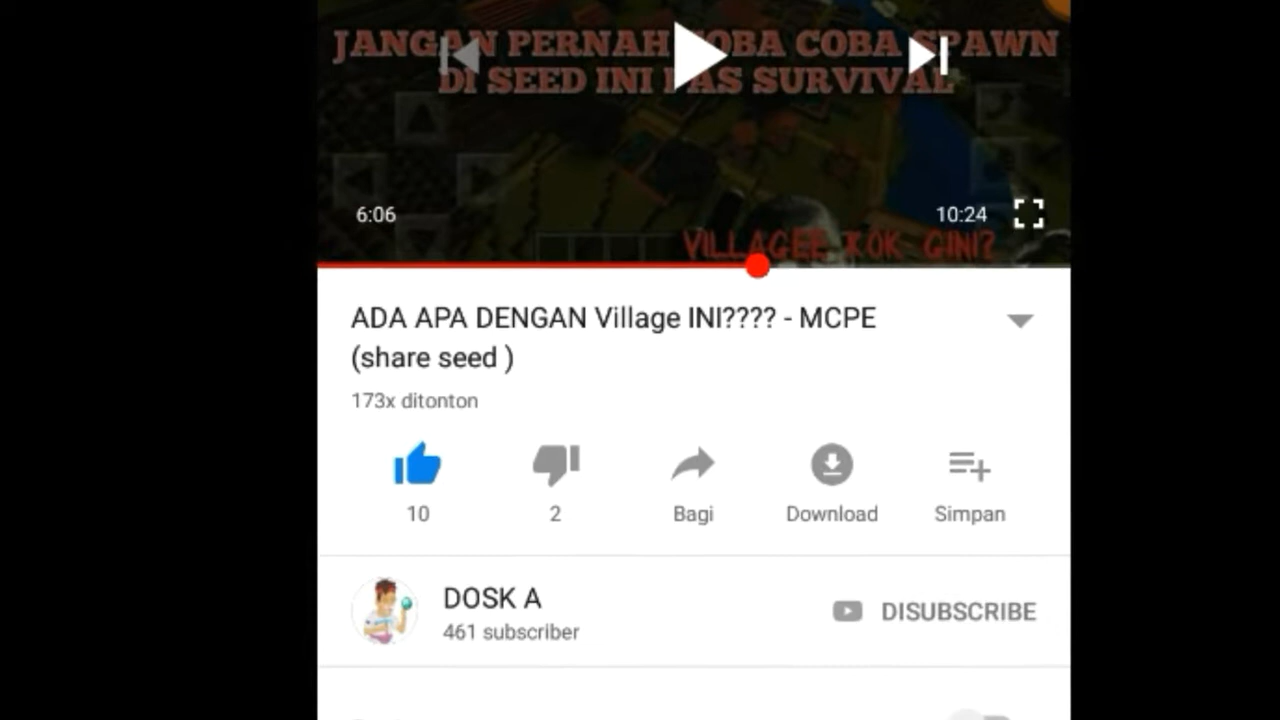 JANGAN PERNAH COBA COBA SPAWN
DI SEED INI PAS SURVIVAL
6:06
10:24
VILLAGEE KOK GINI?
ADA APA DENGAN Village INI???? - MCPE
(share seed )
173x ditonton
10
2
Bagi
Download
Simpan
DOSK A
DISUBSCRIBE
461 subscriber